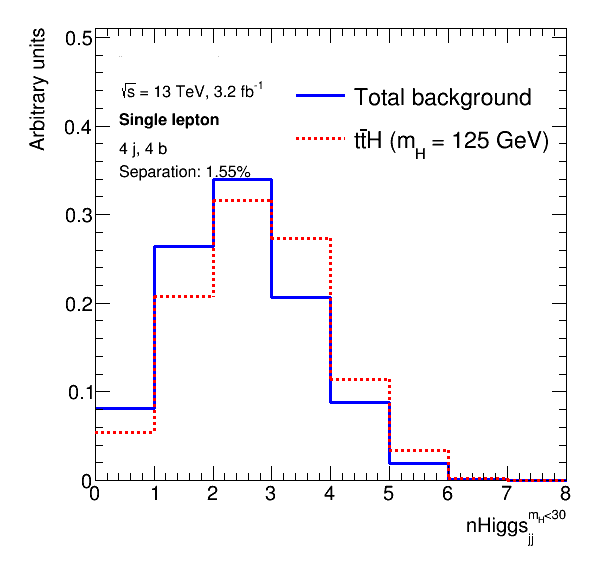 0.5
0.4
0.3
0.2
0.1
0
Arbitrary units
√s = 13 TeV, 3.2 fb⁻¹
Single lepton
4 j, 4 b
Separation: 1.55%
Total background
tt̄H (m_H = 125 GeV)
0 1 2 3 4 5 6 7 8
nHiggs_jj^{m_H<30}